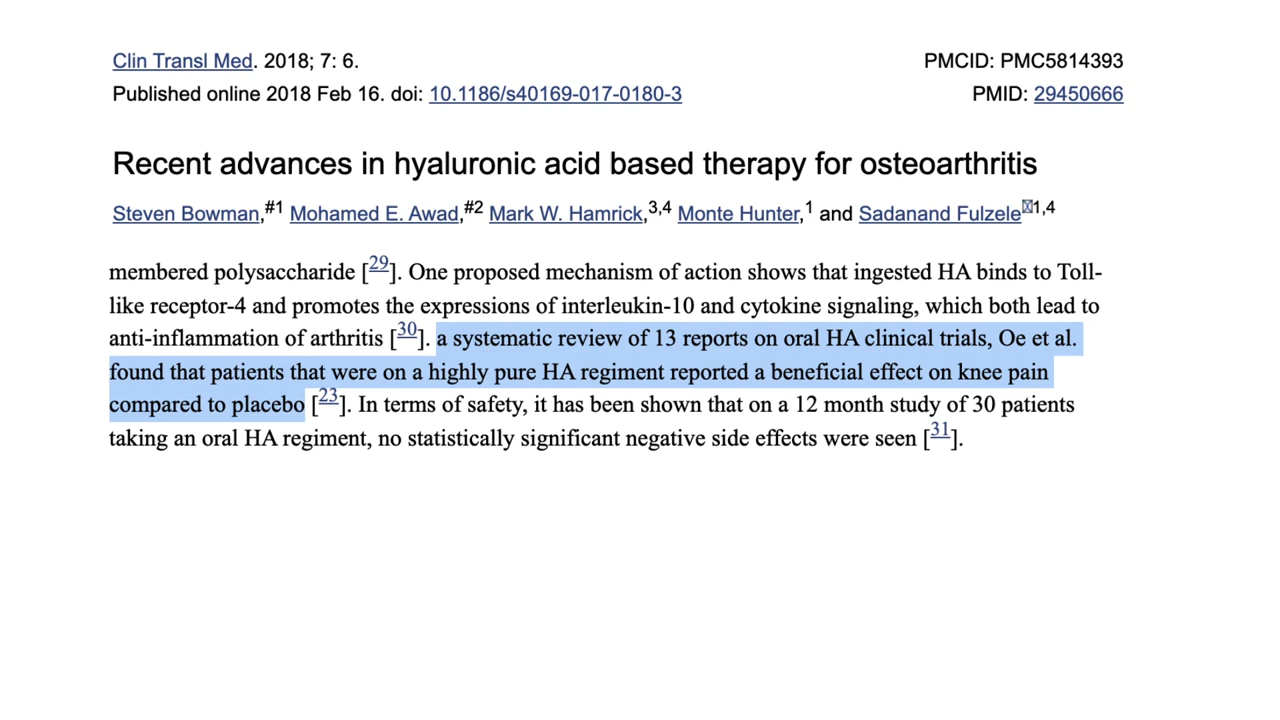 Clin Transl Med. 2018; 7: 6. PMCID: PMC5814393
Published online 2018 Feb 16. doi: 10.1186/s40169-017-0180-3 PMID: 29450666
Recent advances in hyaluronic acid based therapy for osteoarthritis
Steven Bowman,#1 Mohamed E. Awad,#2 Mark W. Hamrick,3,4 Monte Hunter,1 and Sadanand Fulzele1,4
membered polysaccharide [29]. One proposed mechanism of action shows that ingested HA binds to Toll-
like receptor-4 and promotes the expressions of interleukin-10 and cytokine signaling, which both lead to
anti-inflammation of arthritis [30]. a systematic review of 13 reports on oral HA clinical trials, Oe et al.
found that patients that were on a highly pure HA regiment reported a beneficial effect on knee pain
compared to placebo [23]. In terms of safety, it has been shown that on a 12 month study of 30 patients
taking an oral HA regiment, no statistically significant negative side effects were seen [31].